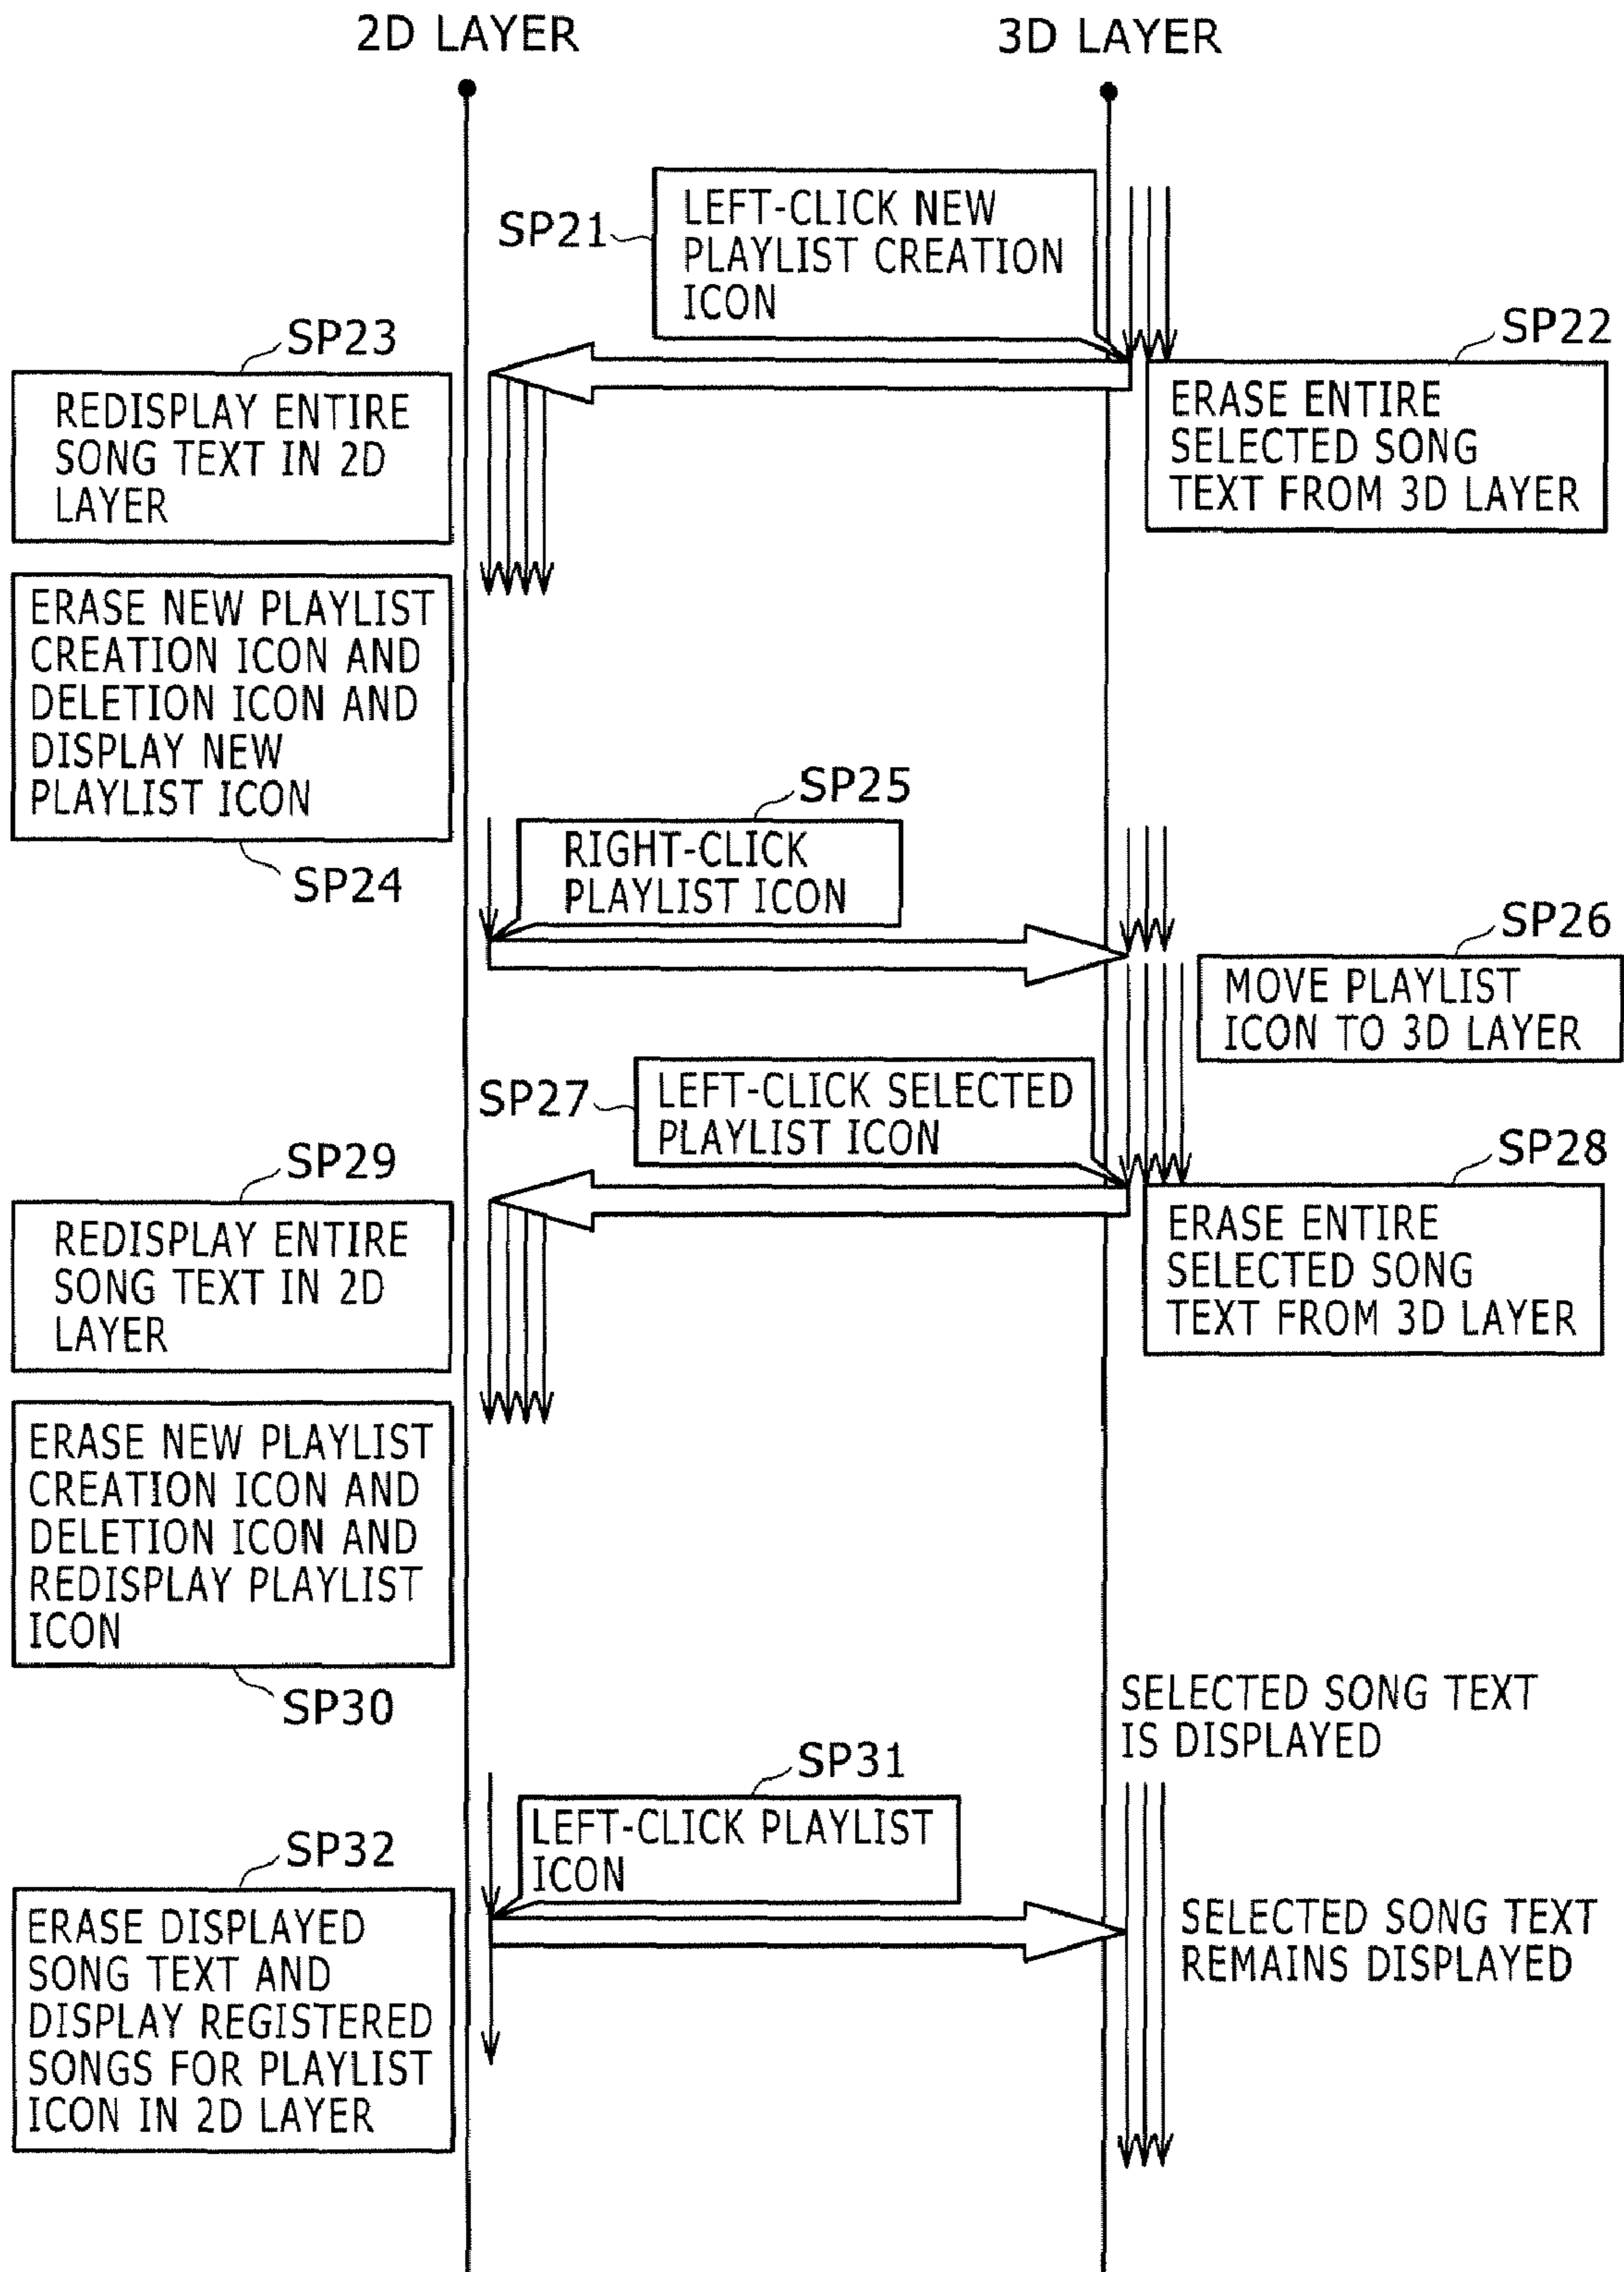 2D LAYER
3D LAYER
SP21
LEFT-CLICK NEW
PLAYLIST CREATION
ICON
SP22
ERASE ENTIRE
SELECTED SONG
TEXT FROM 3D LAYER
SP23
REDISPLAY ENTIRE
SONG TEXT IN 2D
LAYER
ERASE NEW PLAYLIST
CREATION ICON AND
DELETION ICON AND
DISPLAY NEW
PLAYLIST ICON
SP24
SP25
RIGHT-CLICK
PLAYLIST ICON
SP26
MOVE PLAYLIST
ICON TO 3D LAYER
SP27
LEFT-CLICK SELECTED
PLAYLIST ICON
SP28
ERASE ENTIRE
SELECTED SONG
TEXT FROM 3D LAYER
SP29
REDISPLAY ENTIRE
SONG TEXT IN 2D
LAYER
ERASE NEW PLAYLIST
CREATION ICON AND
DELETION ICON AND
REDISPLAY PLAYLIST
ICON
SP30
SELECTED SONG TEXT
IS DISPLAYED
SP31
LEFT-CLICK PLAYLIST
ICON
SP32
ERASE DISPLAYED
SONG TEXT AND
DISPLAY REGISTERED
SONGS FOR PLAYLIST
ICON IN 2D LAYER
SELECTED SONG TEXT
REMAINS DISPLAYED